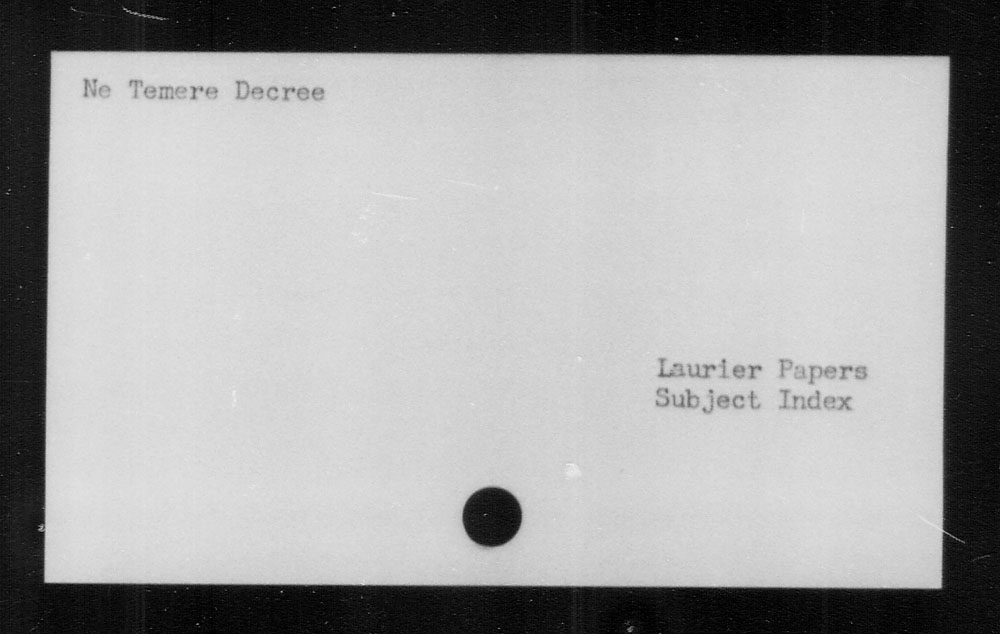 Ne Temere Decree
Laurier Papers
Subject Index